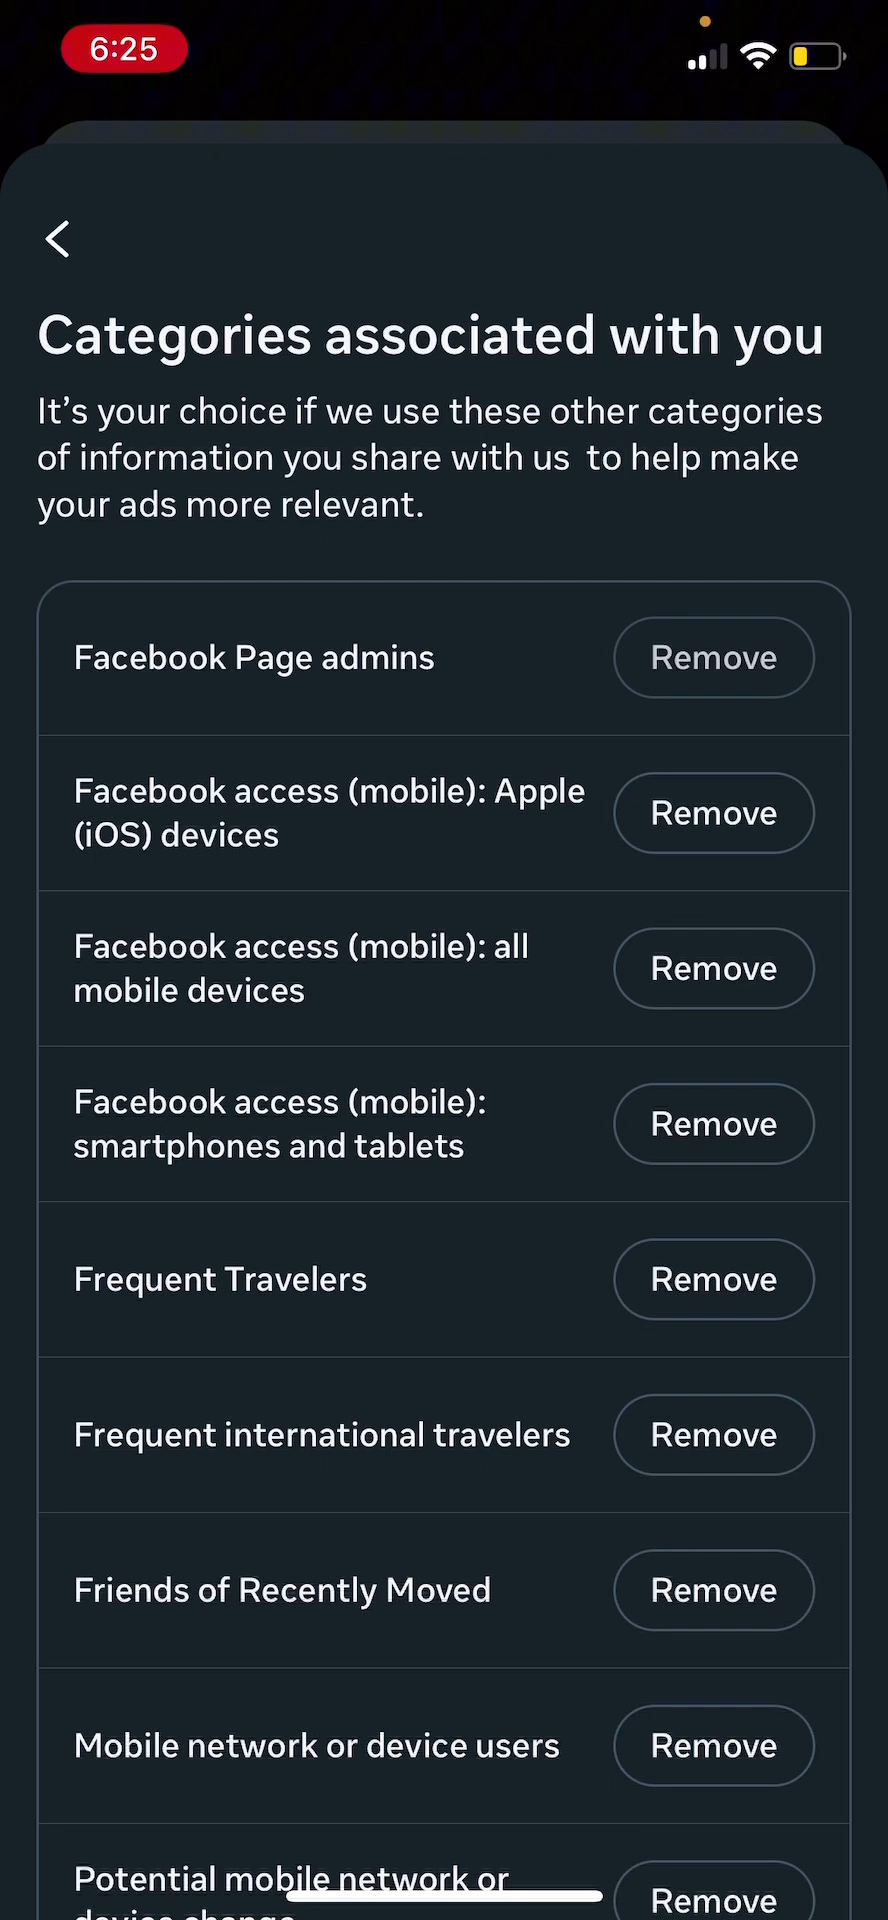 6:25
Categories associated with you
It’s your choice if we use these other categories
of information you share with us  to help make
your ads more relevant.
Facebook Page admins
Remove
Facebook access (mobile): Apple
(iOS) devices
Remove
Facebook access (mobile): all
mobile devices
Remove
Facebook access (mobile):
smartphones and tablets
Remove
Frequent Travelers
Remove
Frequent international travelers
Remove
Friends of Recently Moved
Remove
Mobile network or device users
Remove
Potential mobile network or
device change
Remove